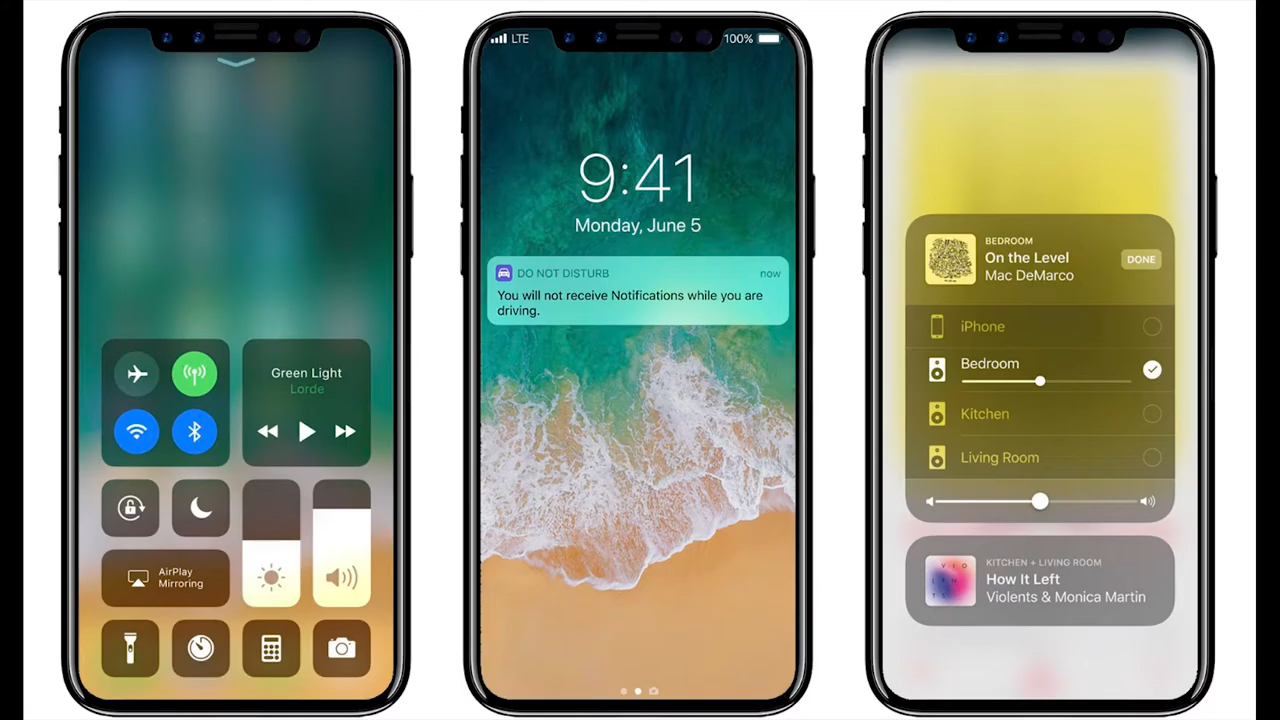 Green Light
Lorde
AirPlay
Mirroring
LTE
100%
9:41
Monday, June 5
DO NOT DISTURB
now
You will not receive Notifications while you are
driving.
BEDROOM
On the Level
Mac DeMarco
DONE
iPhone
Bedroom
Kitchen
Living Room
KITCHEN + LIVING ROOM
How It Left
Violents & Monica Martin